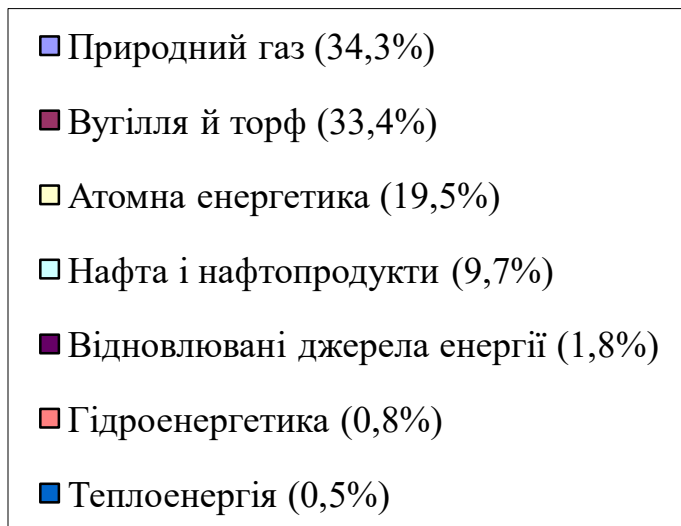 Природний газ (34,3%)
Вугілля й торф (33,4%)
Атомна енергетика (19,5%)
Нафта і нафтопродукти (9,7%)
Відновлювані джерела енергії (1,8%)
Гідроенергетика (0,8%)
Теплоенергія (0,5%)